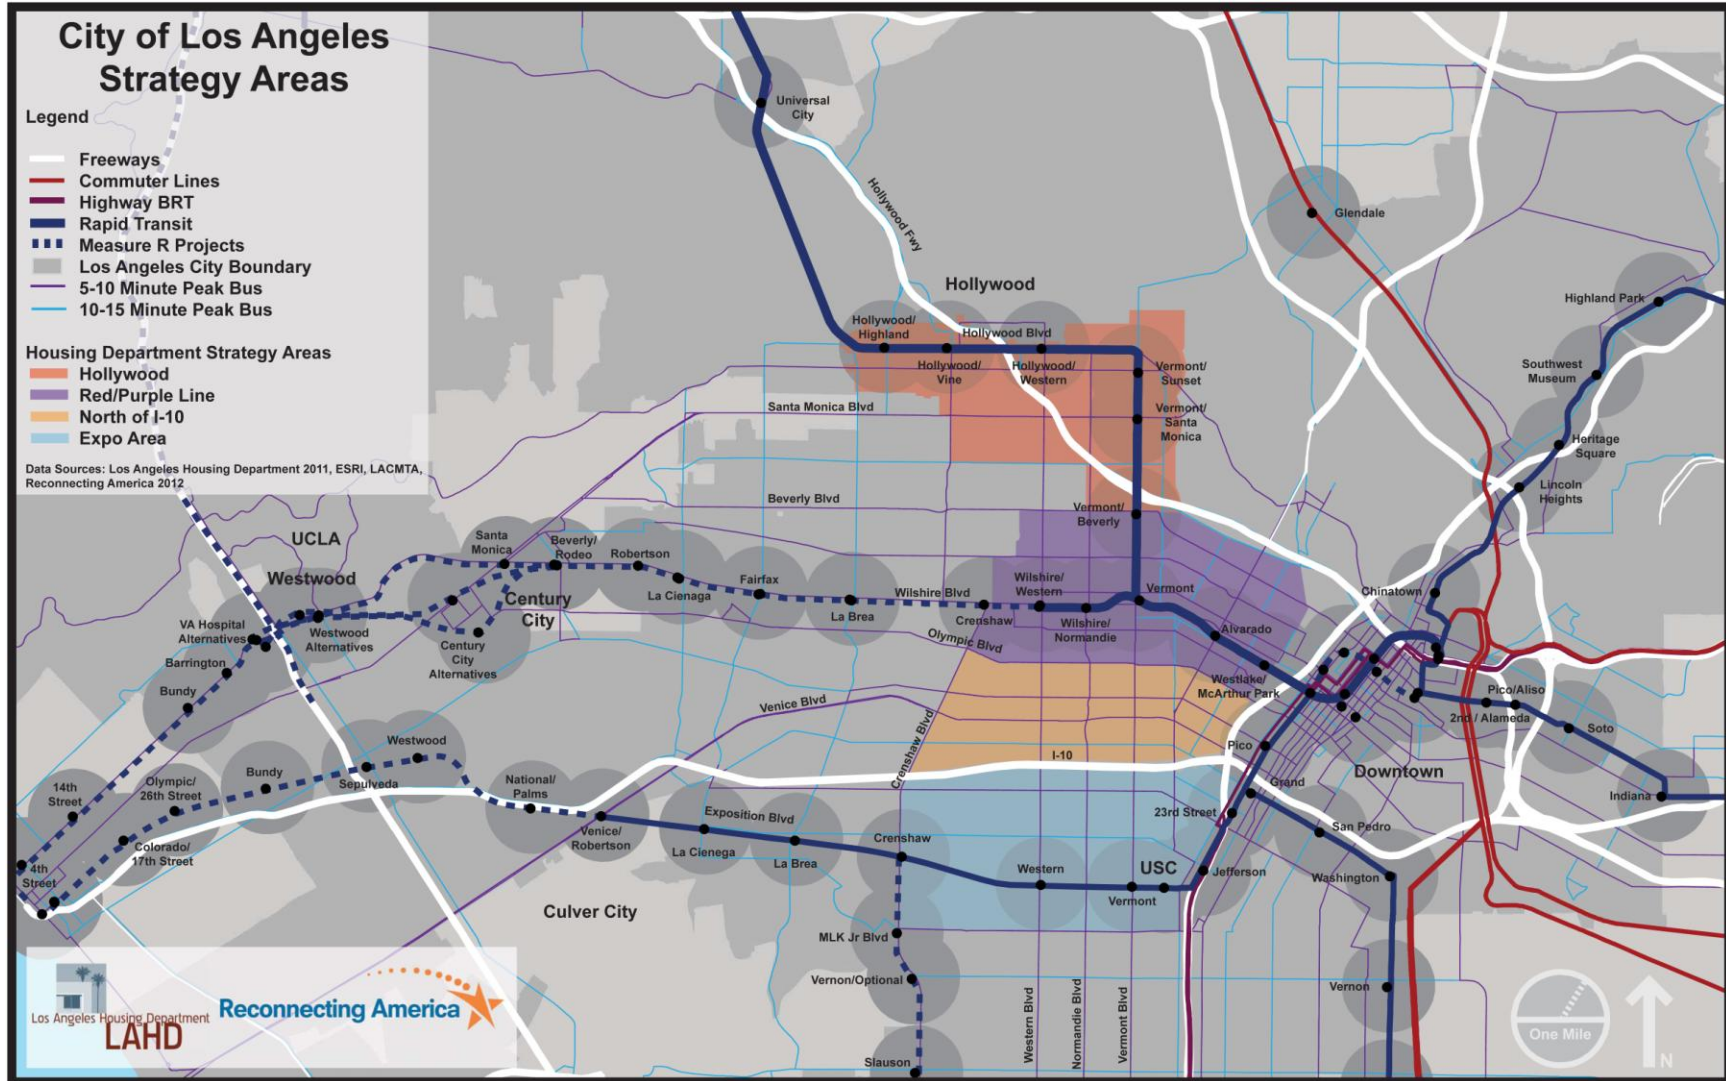 City of Los Angeles
Strategy Areas
Legend
Freeways
Commuter Lines
Highway BRT
Rapid Transit
Measure R Projects
Los Angeles City Boundary
5-10 Minute Peak Bus
10-15 Minute Peak Bus
Housing Department Strategy Areas
Hollywood
Red/Purple Line
North of I-10
Expo Area
Data Sources: Los Angeles Housing Department 2011, ESRI, LACMTA,
Reconnecting America 2012
Universal
City
Hollywood Fwy
Glendale
Highland Park
Hollywood
Hollywood/
Highland
Hollywood Blvd
Hollywood/
Vine
Hollywood/
Western
Vermont/
Sunset
Southwest
Museum
Santa Monica Blvd
Vermont/
Santa
Monica
Heritage
Square
Lincoln
Heights
Beverly Blvd
Vermont/
Beverly
UCLA
Santa
Monica
Beverly/
Rodeo
Robertson
Westwood
Fairfax
La Cienaga
Wilshire Blvd
Wilshire/
Western
Vermont
Chinatown
Century
City
La Brea
Crenshaw
Wilshire/
Normandie
Alvarado
VA Hospital
Alternatives
Westwood
Alternatives
Century
City
Alternatives
Olympic Blvd
Barrington
Bundy
Westlake/
McArthur Park
Pico/Aliso
2nd / Alameda
Soto
Venice Blvd
Crenshaw Blvd
Westwood
I-10
Pico
Downtown
Bundy
Sepulveda
Olympic/
26th Street
14th
Street
National/
Palms
Grand
Indiana
Exposition Blvd
23rd Street
San Pedro
Venice/
Robertson
Colorado/
17th Street
La Cienega
La Brea
Crenshaw
4th
Street
Western
USC
Jefferson
Vermont
Washington
Culver City
MLK Jr Blvd
Vernon/Optional
Vernon
Western Blvd
Normandie Blvd
Vermont Blvd
Slauson
Los Angeles Housing Department
LAHD
Reconnecting America
One Mile
N